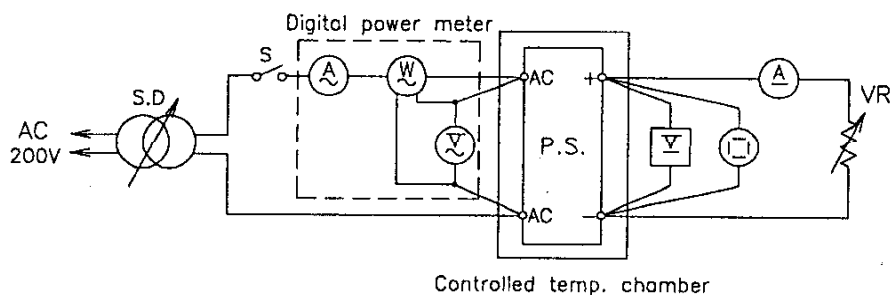 Digital power meter
S
A
W
AC
+
A
S.D
VR
AC
200V
V
P.S.
V
AC
−
Controlled temp. chamber